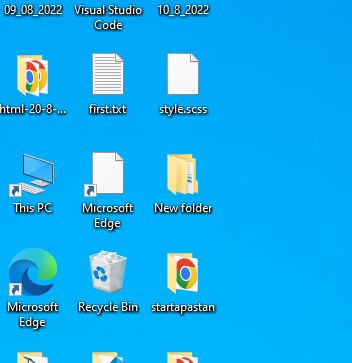 09_08_2022
Visual Studio
Code
10_8_2022
html-20-8-...
first.txt
style.scss
This PC
Microsoft
Edge
New folder
Microsoft
Edge
Recycle Bin
startapastan